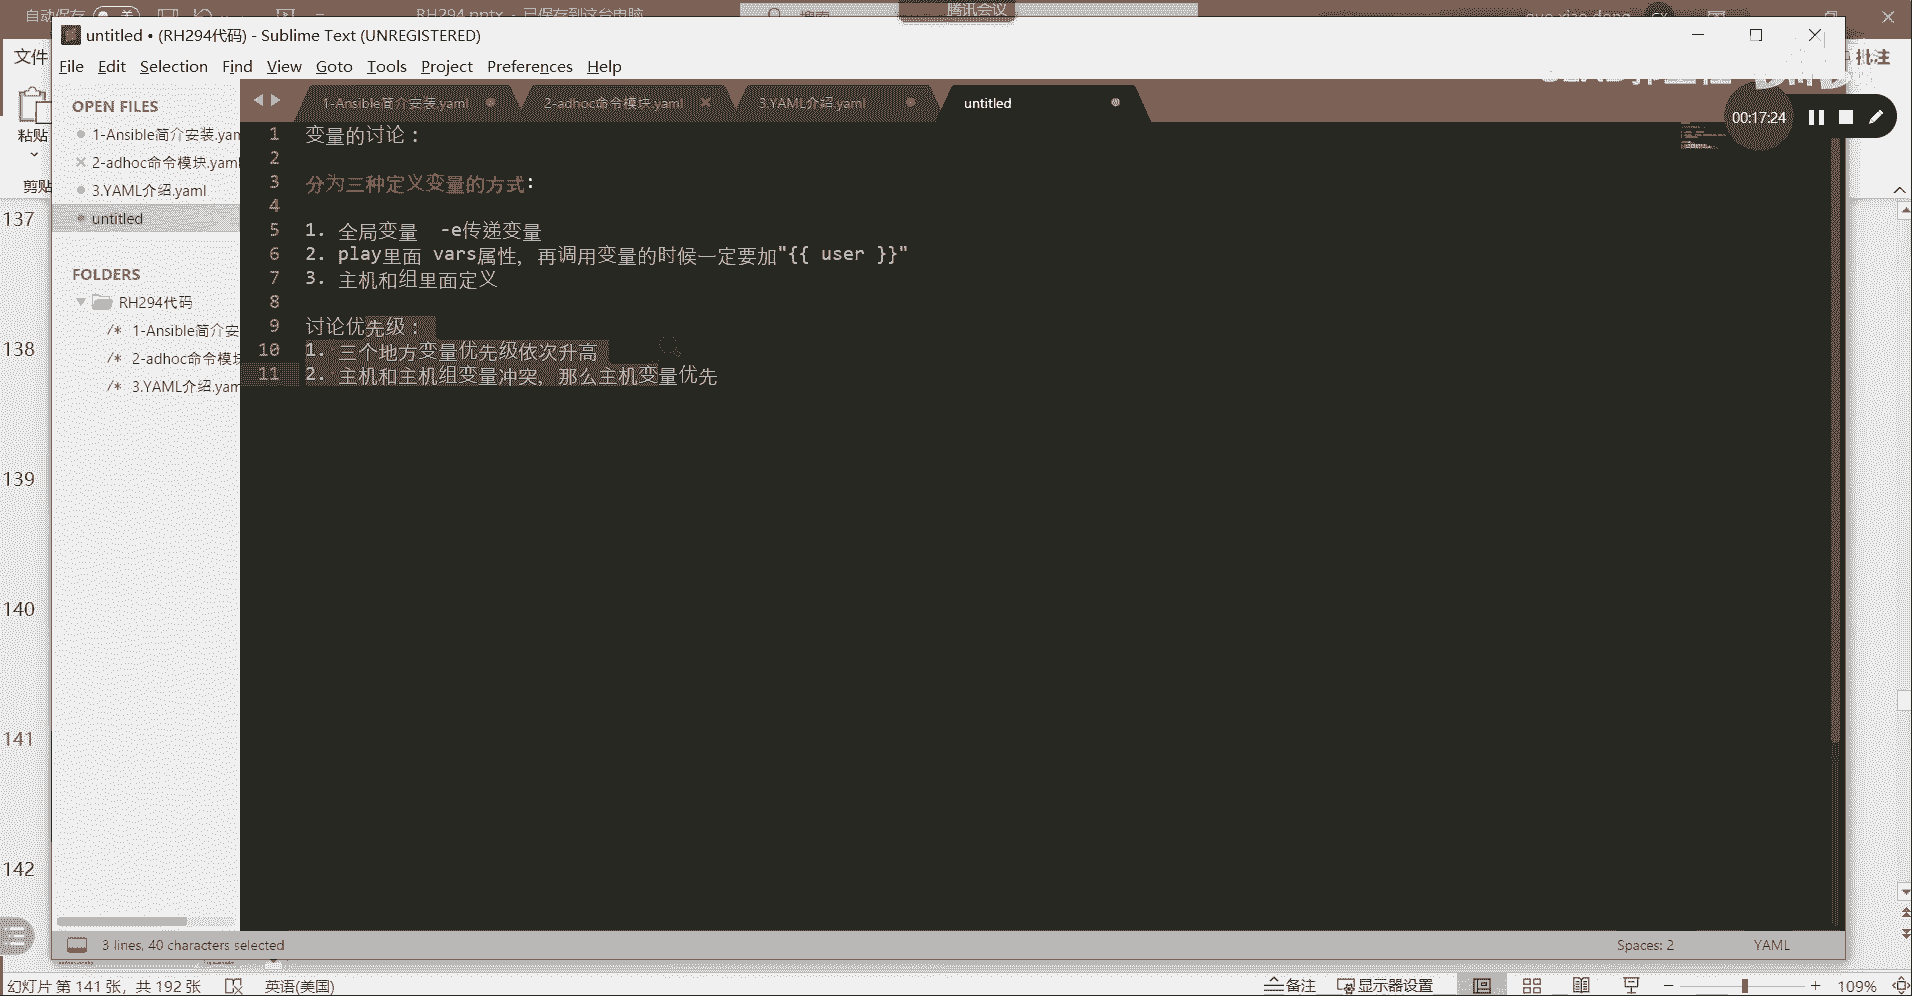 自动保存
关
RH294.pptx - 已保存到这台电脑
搜索
腾讯会议
guo xiao dong
GX
untitled • (RH294代码) - Sublime Text (UNREGISTERED)
文件
File Edit Selection Find View Goto Tools Project Preferences Help
批注
粘贴
剪贴
OPEN FILES
1-Ansible简介安装.yam
2-adhoc命令模块.yaml
3.YAML介绍.yaml
untitled
FOLDERS
RH294代码
/* 1-Ansible简介安
/* 2-adhoc命令模块
/* 3.YAML介绍.yam
1-Ansible简介安装.yaml
2-adhoc命令模块.yaml
3.YAML介绍.yaml
untitled
00:17:24
1 变量的讨论：
2
3 分为三种定义变量的方式：
4
5 1. 全局变量 -e传递变量
6 2. play里面 vars属性，再调用变量的时候一定要加"{{ user }}"
7 3. 主机和组里面定义
8
9 讨论优先级：
10 1. 三个地方变量优先级依次升高
11 2. 主机和主机组变量冲突，那么主机变量优先
137
138
139
140
141
142
3 lines, 40 characters selected
Spaces: 2
YAML
幻灯片 第 141 张，共 192 张
英语(美国)
备注
显示器设置
109%